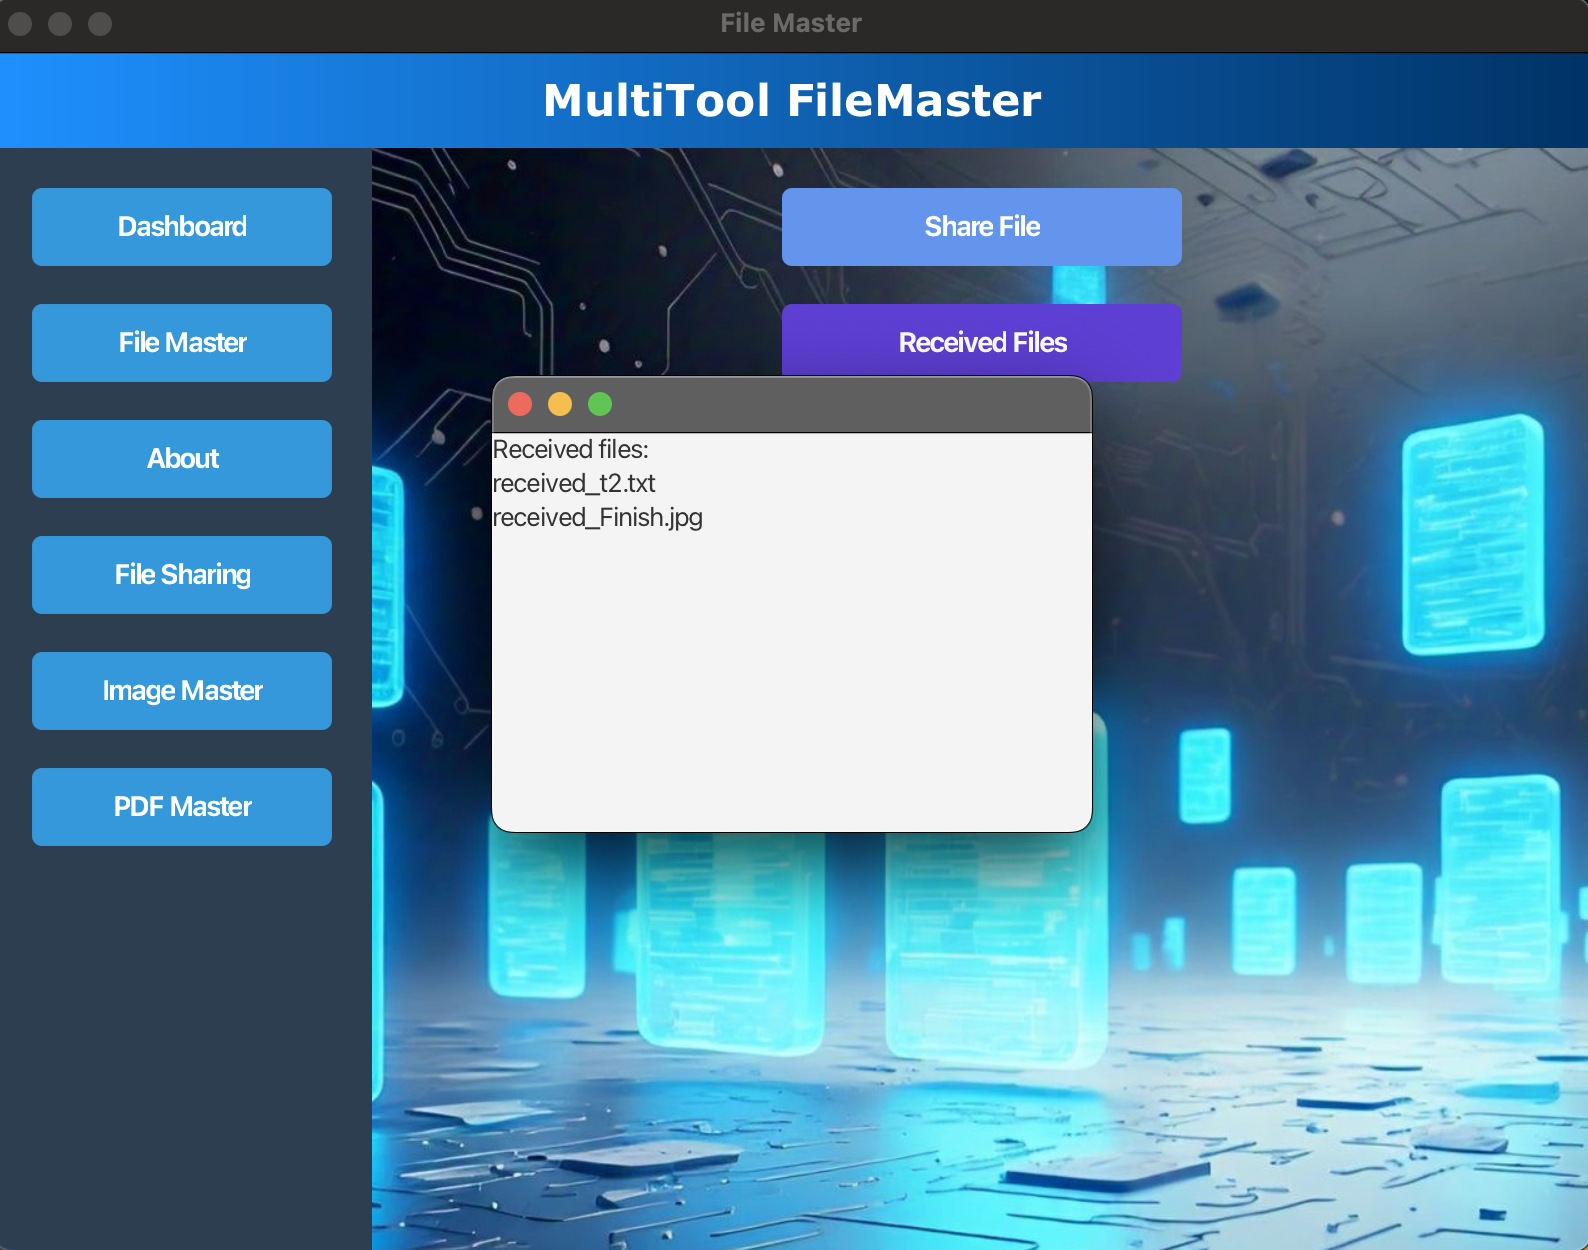 File Master
MultiTool FileMaster
Dashboard
File Master
About
File Sharing
Image Master
PDF Master
Share File
Received Files
Received files:
received_t2.txt
received_Finish.jpg